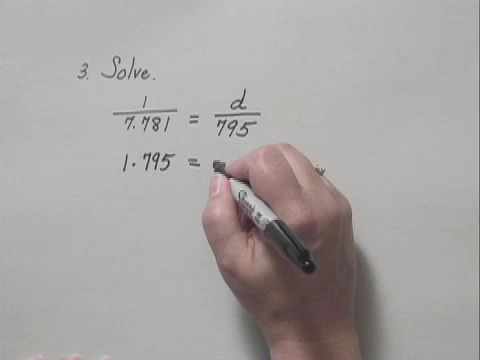 3. Solve.
1/7.781 = d/795
1·795 =